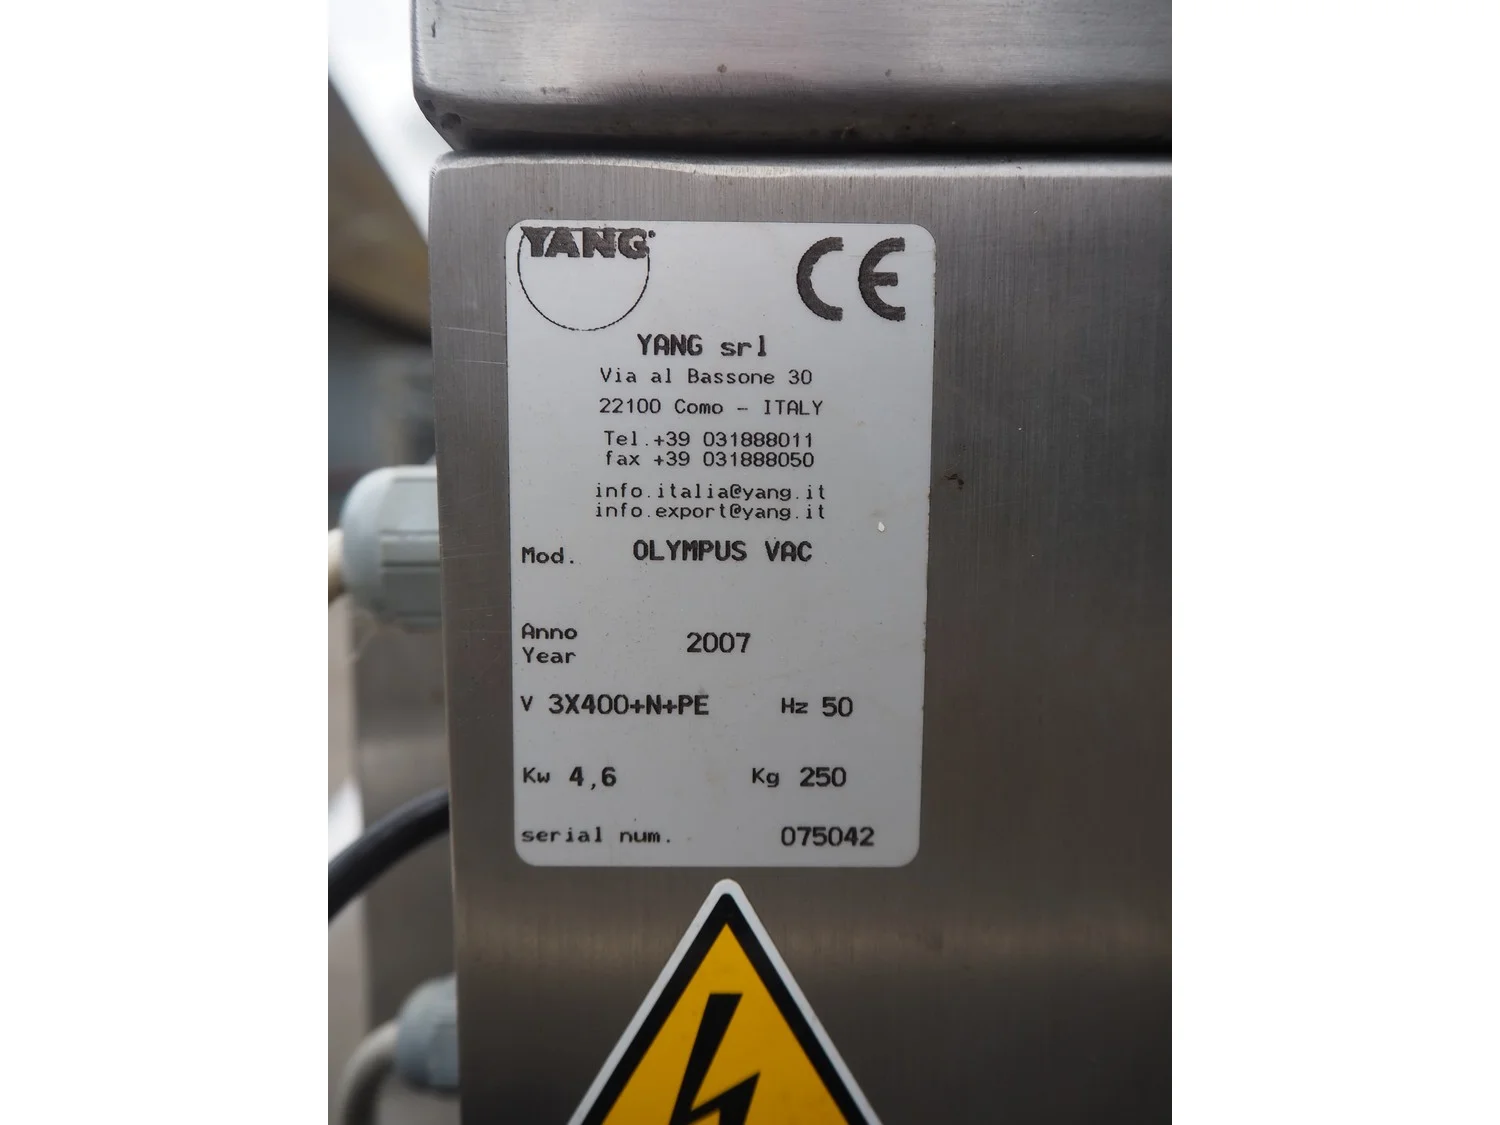 YANG
CE
YANG srl
Via al Bassone 30
22100 Como - ITALY
Tel.+39 031888011
fax +39 031888050
info.italia@yang.it
info.export@yang.it
Mod. OLYMPUS VAC
Anno
Year 2007
V 3X400+N+PE Hz 50
Kw 4,6 Kg 250
serial num. 075042